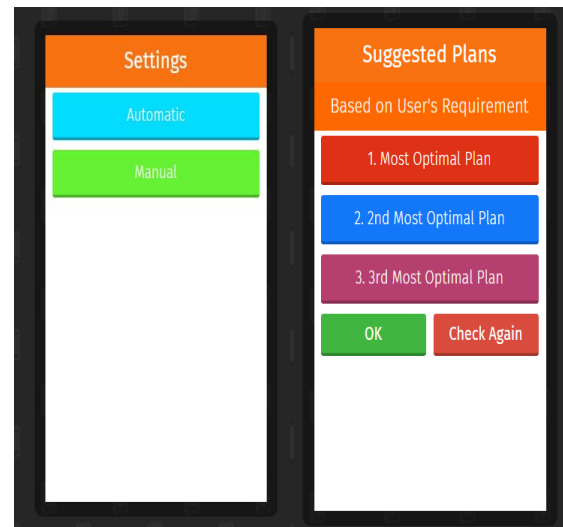 Settings
Automatic
Manual
Suggested Plans
Based on User's Requirement
1. Most Optimal Plan
2. 2nd Most Optimal Plan
3. 3rd Most Optimal Plan
OK
Check Again